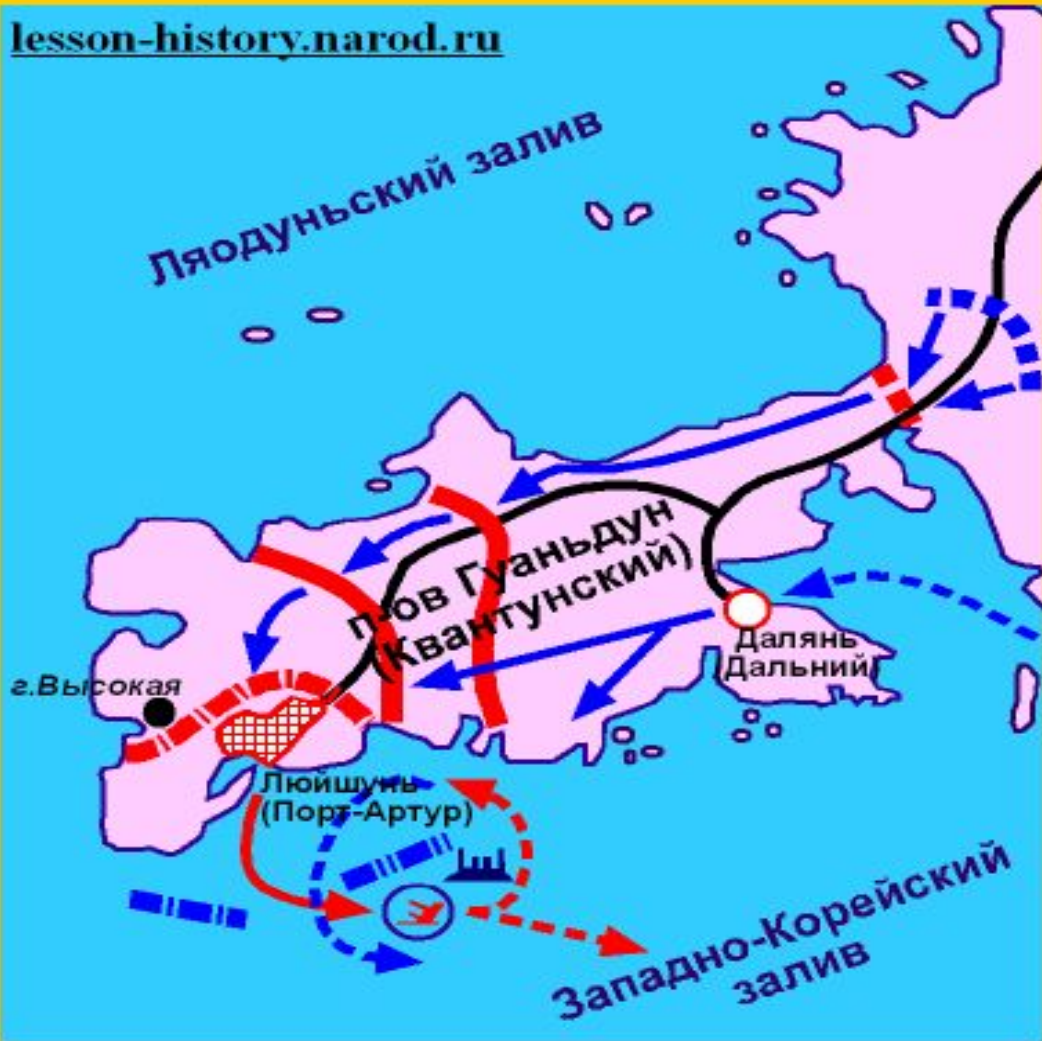 lesson-history.narod.ru
Ляодуньский залив
п-ов Гуаньдун
(Квантунский)
Далянь
(Дальний)
г.Высокая
Люйшунь
(Порт-Артур)
Западно-Корейский
залив